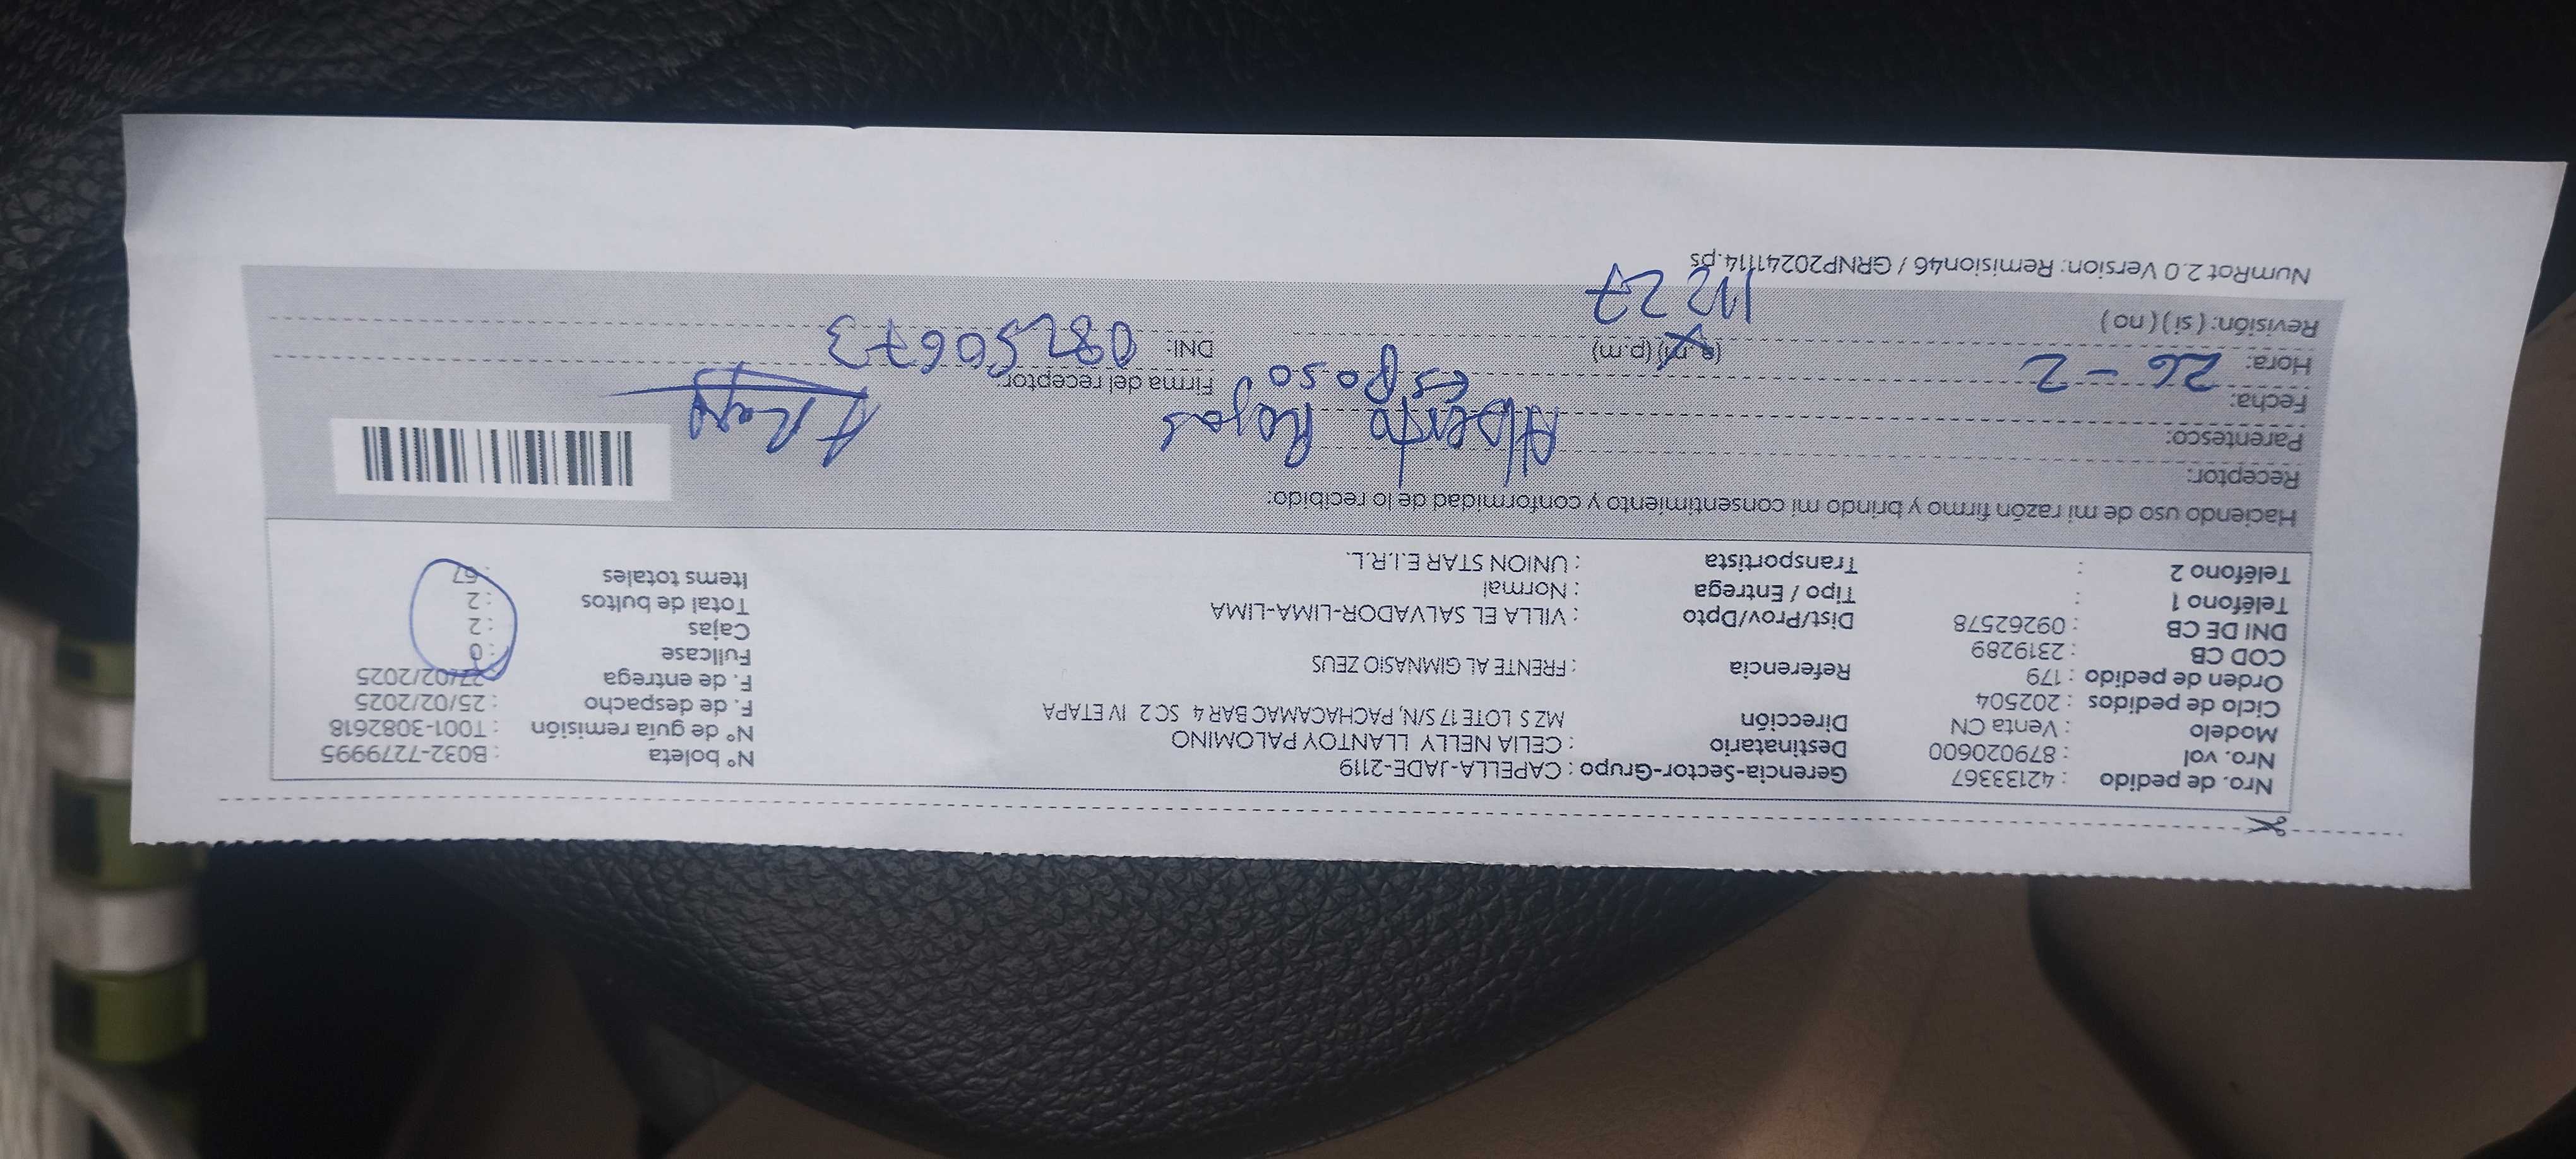 Nro. de pedido : 42133367 Gerencia-Sector-Grupo : CAPELLA-JADE-2119 N° boleta : B032-7279995
Nro. vol : 879020600 Destinatario : CELIA NELLY LLANTOY PALOMINO N° de guía remisión : T001-3082618
Modelo : Venta CN Dirección MZ S LOTE 17 S/N, PACHACAMAC BAR 4 SC 2 IV ETAPA F. de despacho : 25/02/2025
Ciclo de pedidos : 202504 F. de entrega : 27/02/2025
Orden de pedido : 179 Referencia : FRENTE AL GIMNASIO ZEUS Fullcase : 0
COD CB : 2319289 Cajas : 2
DNI DE CB : 09262578 Dist/Prov/Dpto : VILLA EL SALVADOR-LIMA-LIMA Total de bultos : 2
Teléfono 1 : Tipo / Entrega : Normal Items totales : 67
Teléfono 2 : Transportista : UNION STAR E.I.R.L.
Haciendo uso de mi razón firmo y brindo mi consentimiento y conformidad de lo recibido:
Receptor: Alberto Rojas
Parentesco: esposo
Fecha: 26-2 Firma del receptor:
Hora: (a.m) (p.m) DNI: 08250673
Revisión: ( si ) ( no )
NumRot 2.0 Version: Remision46 / GRNP20241114.ps